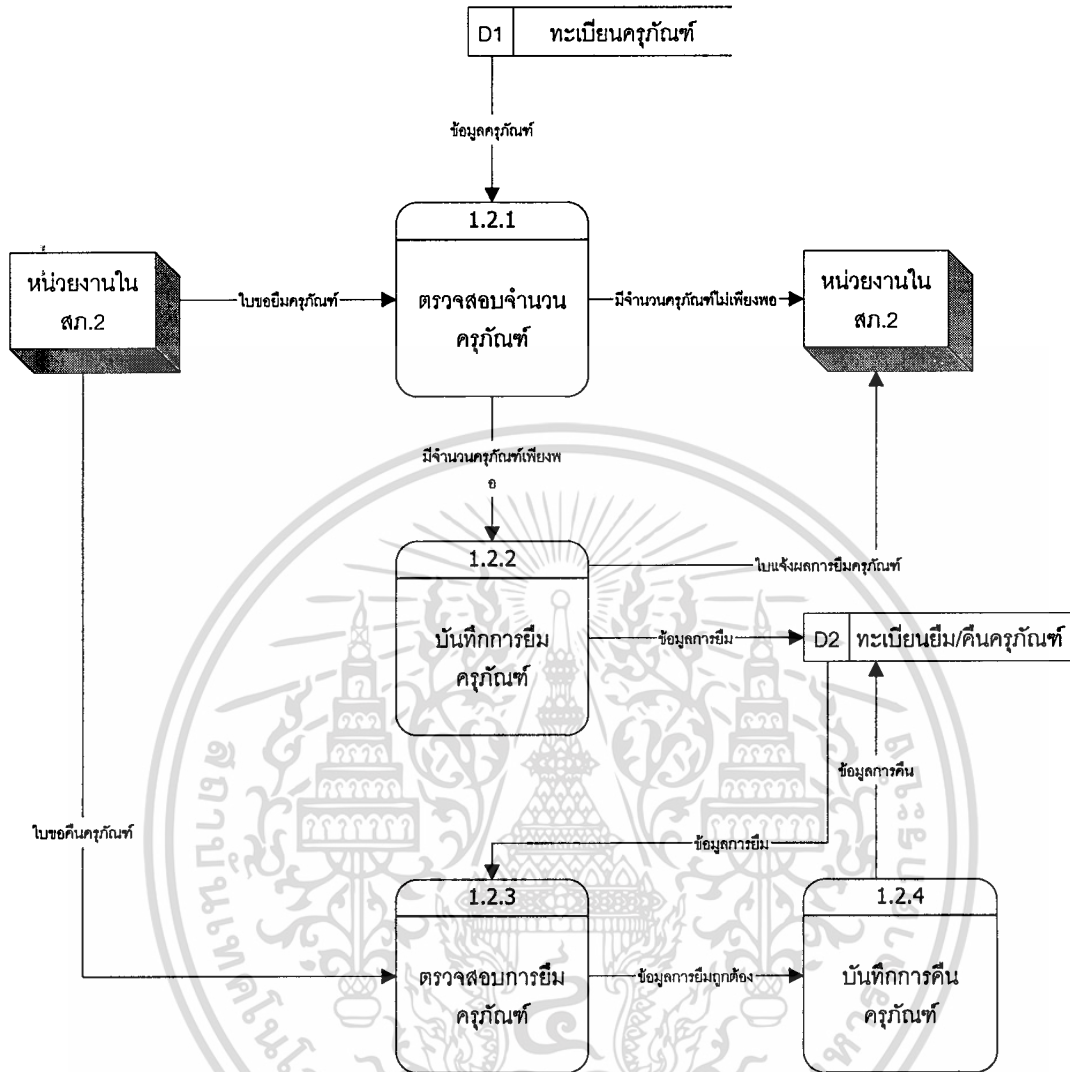 D1 ทะเบียนครุภัณฑ์
ข้อมูลครุภัณฑ์
1.2.1
ตรวจสอบจำนวน
ครุภัณฑ์
หน่วยงานใน
สภ.2
ใบขอยืมครุภัณฑ์
มีจำนวนครุภัณฑ์ไม่เพียงพอ
หน่วยงานใน
สภ.2
มีจำนวนครุภัณฑ์เพียงพ
อ
1.2.2
บันทึกการยืม
ครุภัณฑ์
ใบแจ้งผลการยืมครุภัณฑ์
ข้อมูลการยืม
D2 ทะเบียนยืม/คืนครุภัณฑ์
ข้อมูลการคืน
ใบขอคืนครุภัณฑ์
ข้อมูลการยืม
1.2.3
ตรวจสอบการยืม
ครุภัณฑ์
ข้อมูลการยืมถูกต้อง
1.2.4
บันทึกการคืน
ครุภัณฑ์